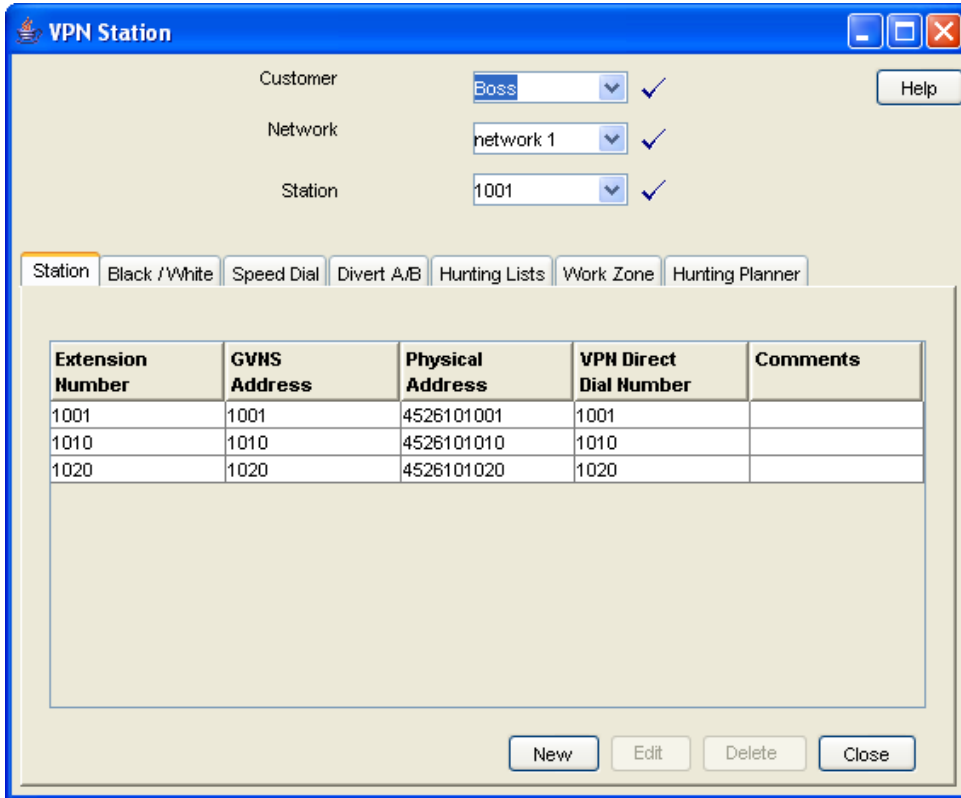 VPN Station
Customer Boss Help
Network network 1
Station 1001
Station Black / White Speed Dial Divert A/B Hunting Lists Work Zone Hunting Planner
Extension Number GVNS Address Physical Address VPN Direct Dial Number Comments
1001 1001 4526101001 1001
1010 1010 4526101010 1010
1020 1020 4526101020 1020
New Edit Delete Close